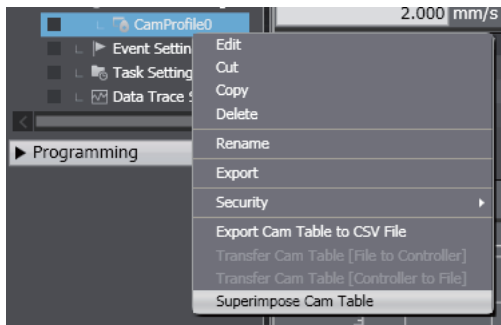 CamProfile0
2.000 mm/s
Event Settin
Task Setting
Data Trace S
Programming
Edit
Cut
Copy
Delete
Rename
Export
Security
Export Cam Table to CSV File
Transfer Cam Table [File to Controller]
Transfer Cam Table [Controller to File]
Superimpose Cam Table